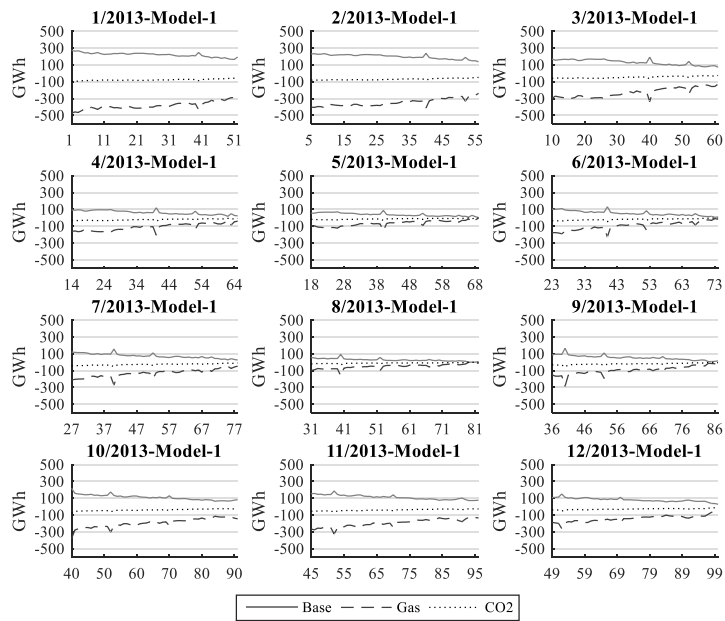 1/2013-Model-1
2/2013-Model-1
3/2013-Model-1
GWh
500
300
100
-100
-300
-500
1 11 21 31 41 51
GWh
500
300
100
-100
-300
-500
5 15 25 35 45 55
GWh
500
300
100
-100
-300
-500
10 20 30 40 50 60
4/2013-Model-1
5/2013-Model-1
6/2013-Model-1
GWh
500
300
100
-100
-300
-500
14 24 34 44 54 64
GWh
500
300
100
-100
-300
-500
18 28 38 48 58 68
GWh
500
300
100
-100
-300
-500
23 33 43 53 63 73
7/2013-Model-1
8/2013-Model-1
9/2013-Model-1
GWh
500
300
100
-100
-300
-500
27 37 47 57 67 77
GWh
500
300
100
-100
-300
-500
31 41 51 61 71 81
GWh
500
300
100
-100
-300
-500
36 46 56 66 76 86
10/2013-Model-1
11/2013-Model-1
12/2013-Model-1
GWh
500
300
100
-100
-300
-500
40 50 60 70 80 90
GWh
500
300
100
-100
-300
-500
45 55 65 75 85 95
GWh
500
300
100
-100
-300
-500
49 59 69 79 89 99
Base Gas CO2